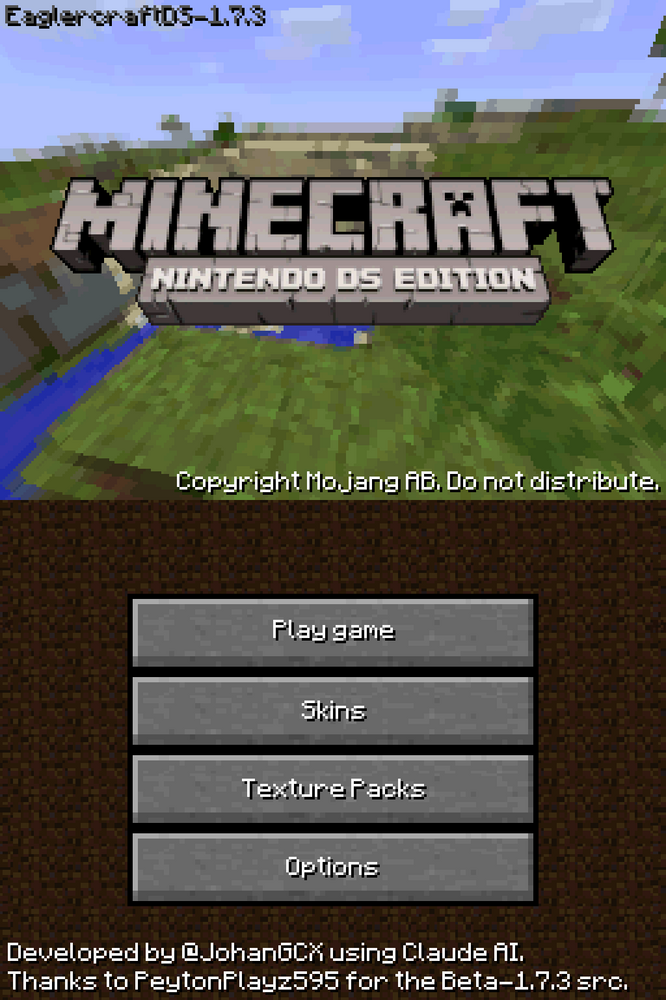 EaglercraftDS-1.7.3
MINECRAFT
NINTENDO DS EDITION
Copyright Mojang AB. Do not distribute.
Play game
Skins
Texture Packs
Options
Developed by @JohanGCX using Claude AI.
Thanks to PeytonPlayz595 for the Beta-1.7.3 src.